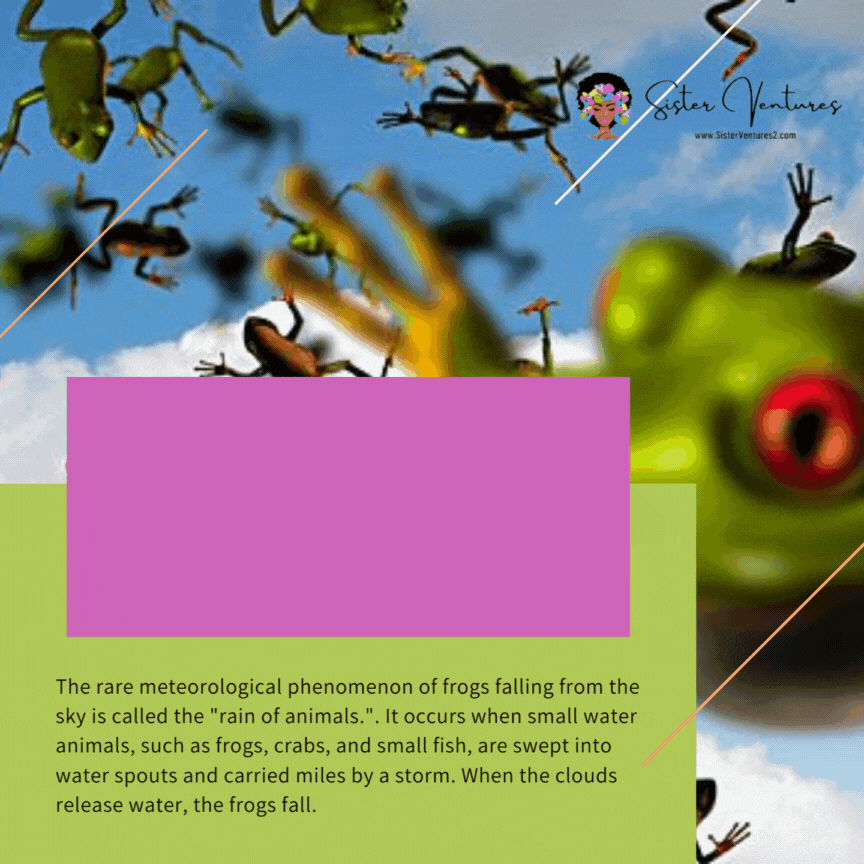 Sister Ventures
www.SisterVentures2.com
The rare meteorological phenomenon of frogs falling from the
sky is called the "rain of animals.". It occurs when small water
animals, such as frogs, crabs, and small fish, are swept into
water spouts and carried miles by a storm. When the clouds
release water, the frogs fall.